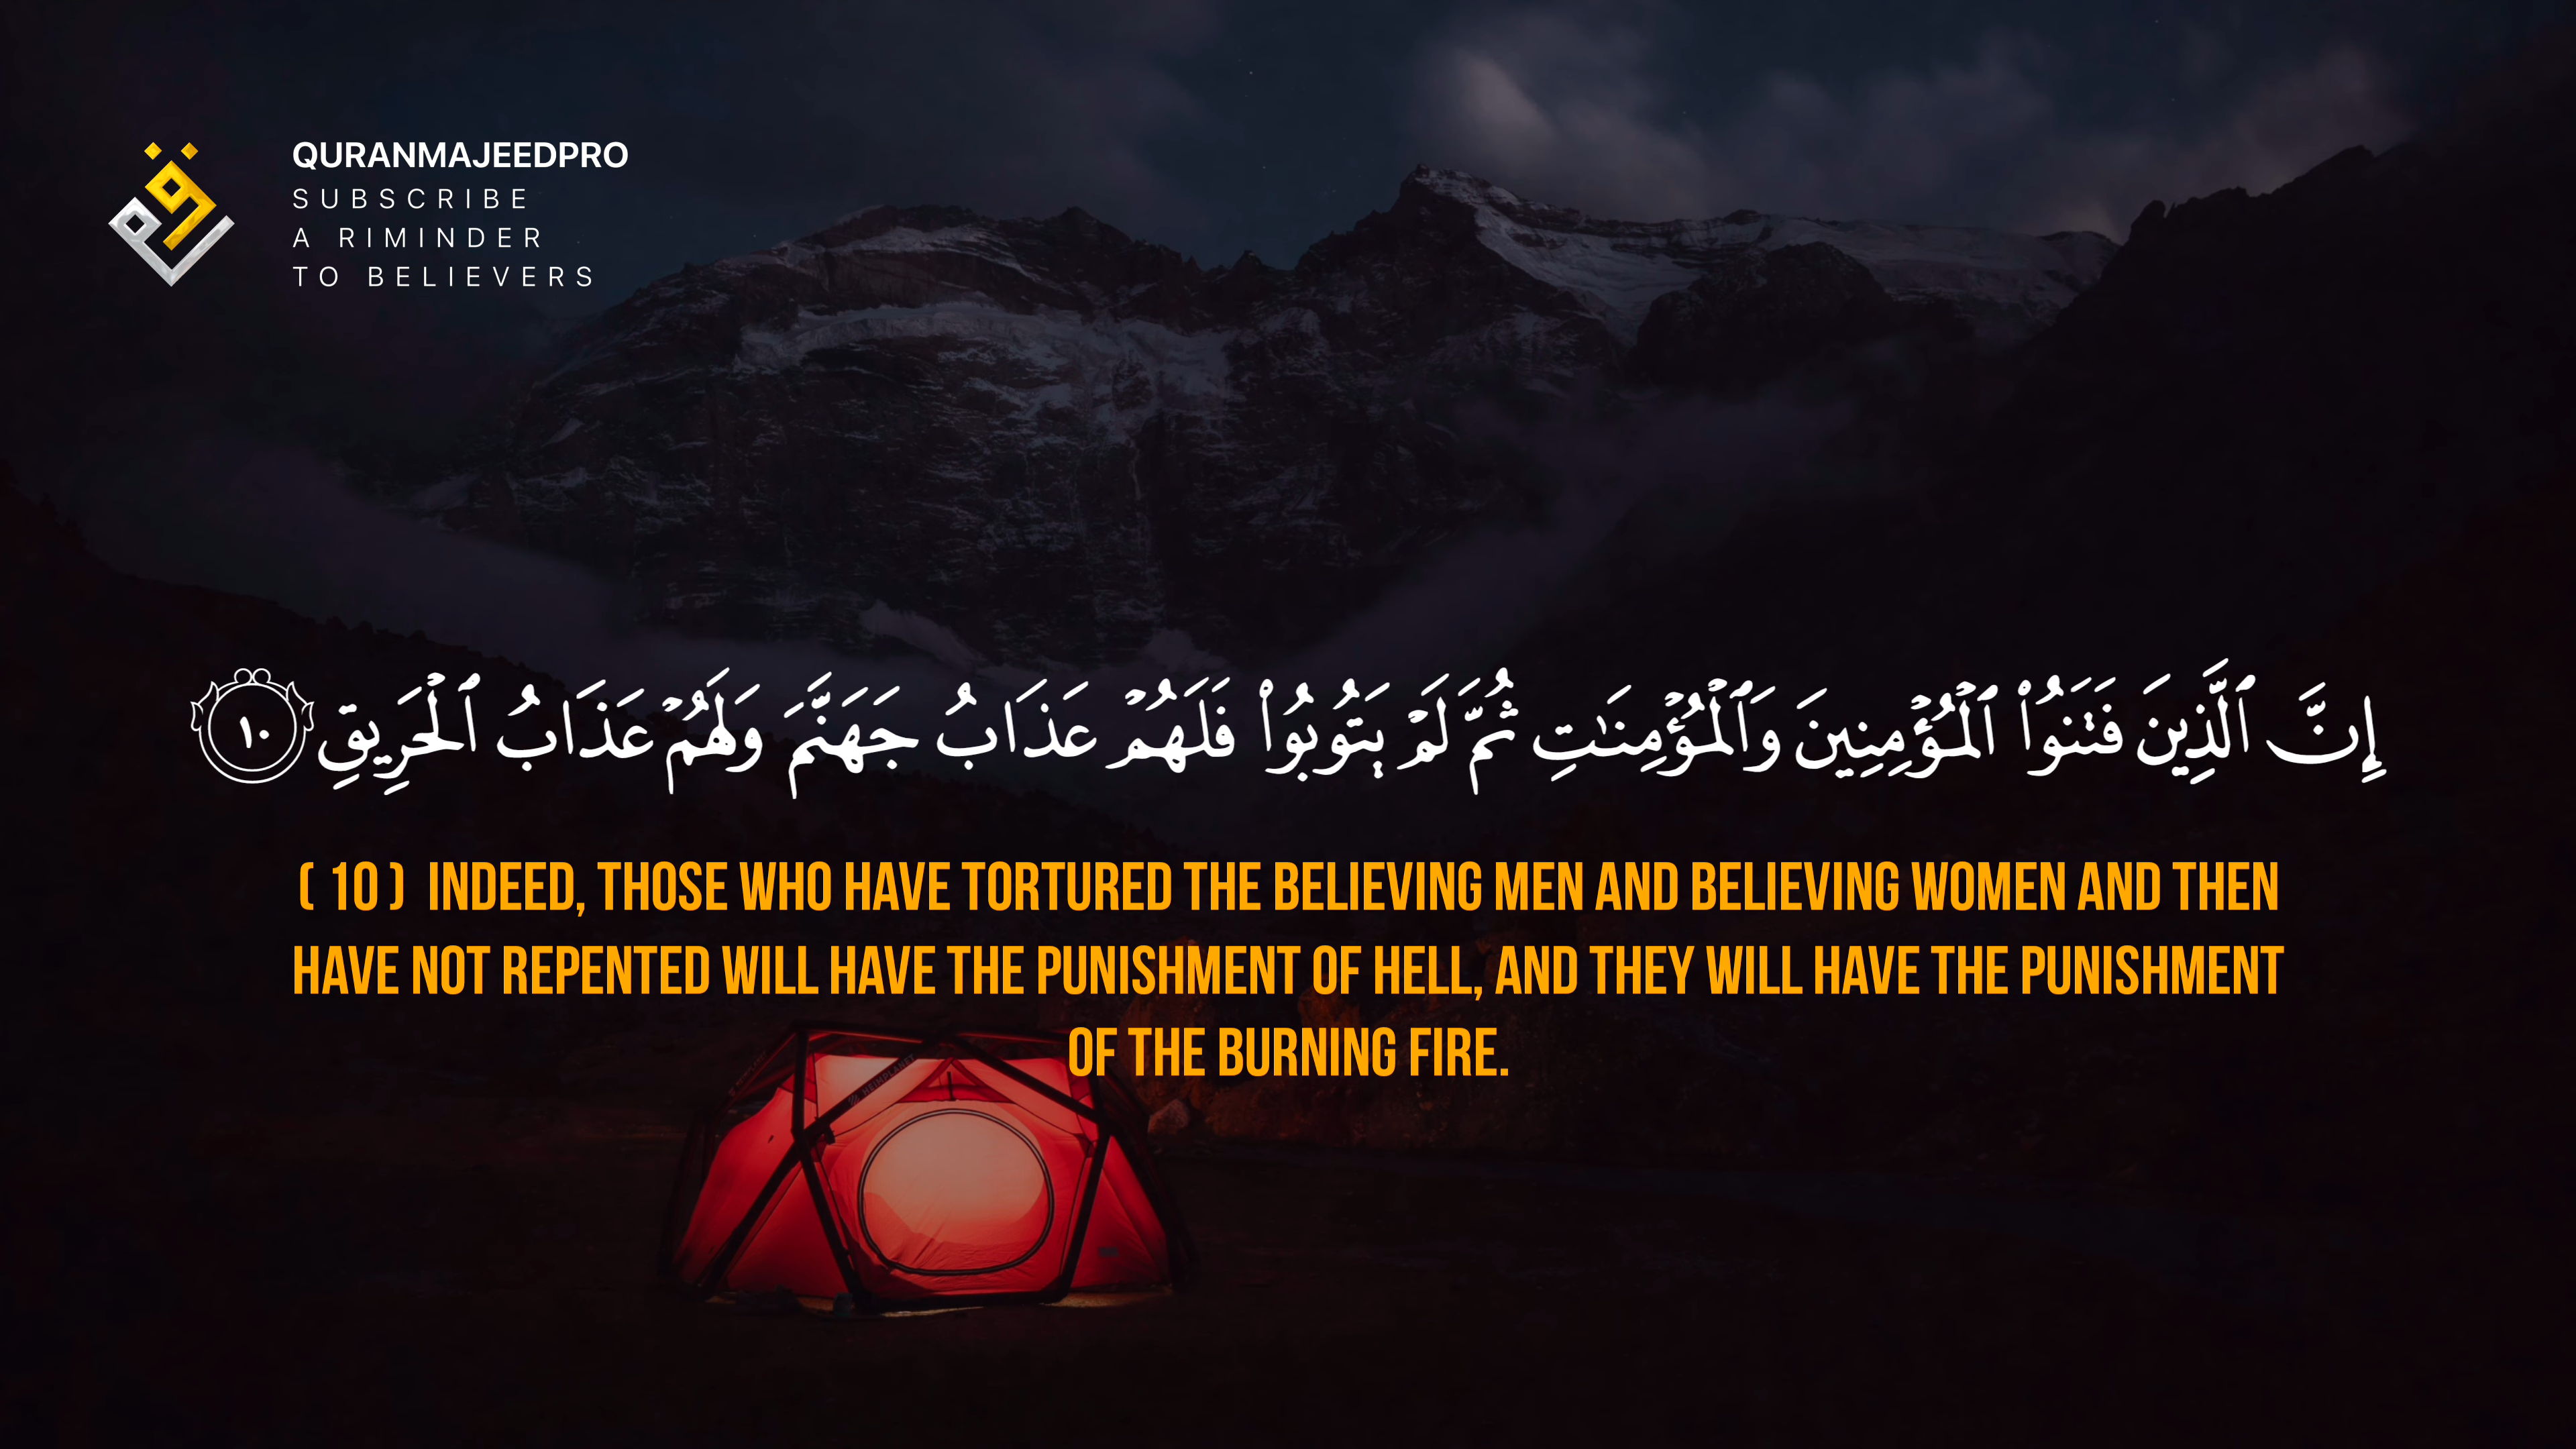 QURANMAJEEDPRO
SUBSCRIBE
A RIMINDER
TO BELIEVERS
إِنَّ ٱلَّذِينَ فَتَنُوا۟ ٱلْمُؤْمِنِينَ وَٱلْمُؤْمِنَـٰتِ ثُمَّ لَمْ يَتُوبُوا۟ فَلَهُمْ عَذَابُ جَهَنَّمَ وَلَهُمْ عَذَابُ ٱلْحَرِيقِ ١٠
( 10 ) INDEED, THOSE WHO HAVE TORTURED THE BELIEVING MEN AND BELIEVING WOMEN AND THEN
HAVE NOT REPENTED WILL HAVE THE PUNISHMENT OF HELL, AND THEY WILL HAVE THE PUNISHMENT
OF THE BURNING FIRE.
HEIMPLANET